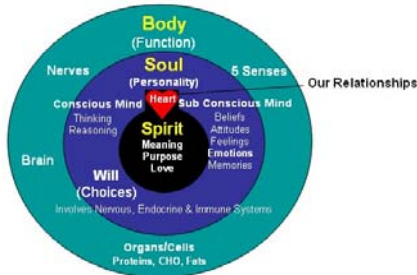 Body
(Function)
Nerves
Soul
(Personality)
5 Senses
Our Relationships
Heart
Conscious Mind
Thinking
Reasoning
Sub Conscious Mind
Beliefs
Attitudes
Feelings
Emotions
Memories
Spirit
Meaning
Purpose
Love
Brain
Will
(Choices)
Involves Nervous, Endocrine & Immune Systems
Organs/Cells
Proteins, CHO, Fats